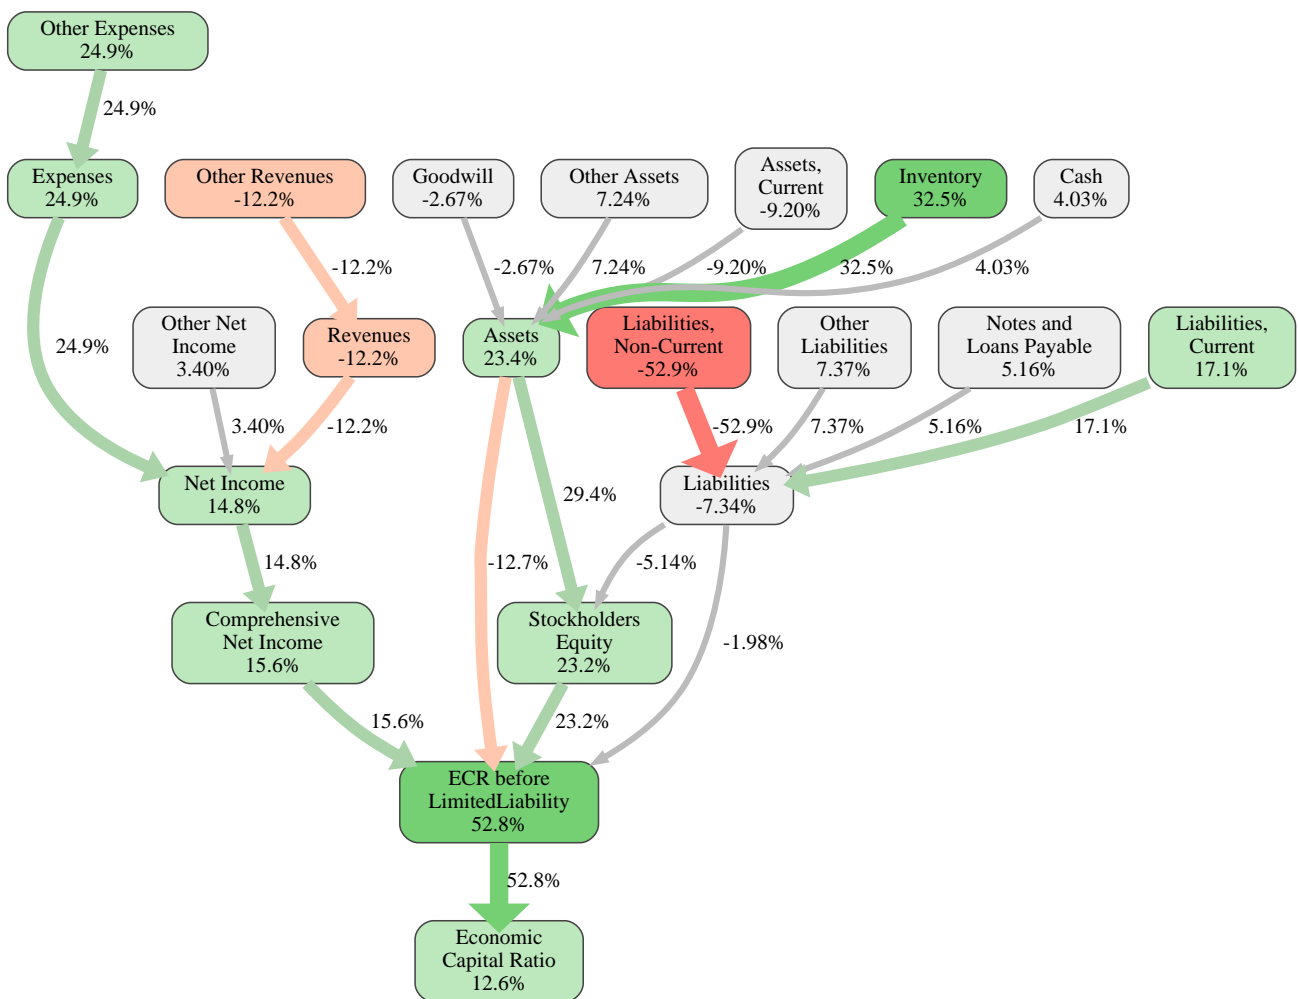 Other Expenses
24.9%
24.9%
Expenses
24.9%
Other Revenues
-12.2%
Goodwill
-2.67%
Other Assets
7.24%
Assets,
Current
-9.20%
Inventory
32.5%
Cash
4.03%
-12.2%
-2.67%
7.24%
-9.20%
32.5%
4.03%
Other Net
Income
3.40%
Revenues
-12.2%
Assets
23.4%
Liabilities,
Non-Current
-52.9%
Other
Liabilities
7.37%
Notes and
Loans Payable
5.16%
Liabilities,
Current
17.1%
24.9%
3.40%
-12.2%
-52.9%
7.37%
5.16%
17.1%
Net Income
14.8%
29.4%
Liabilities
-7.34%
14.8%
-12.7%
-5.14%
Comprehensive
Net Income
15.6%
Stockholders
Equity
23.2%
-1.98%
15.6%
23.2%
ECR before
LimitedLiability
52.8%
52.8%
Economic
Capital Ratio
12.6%